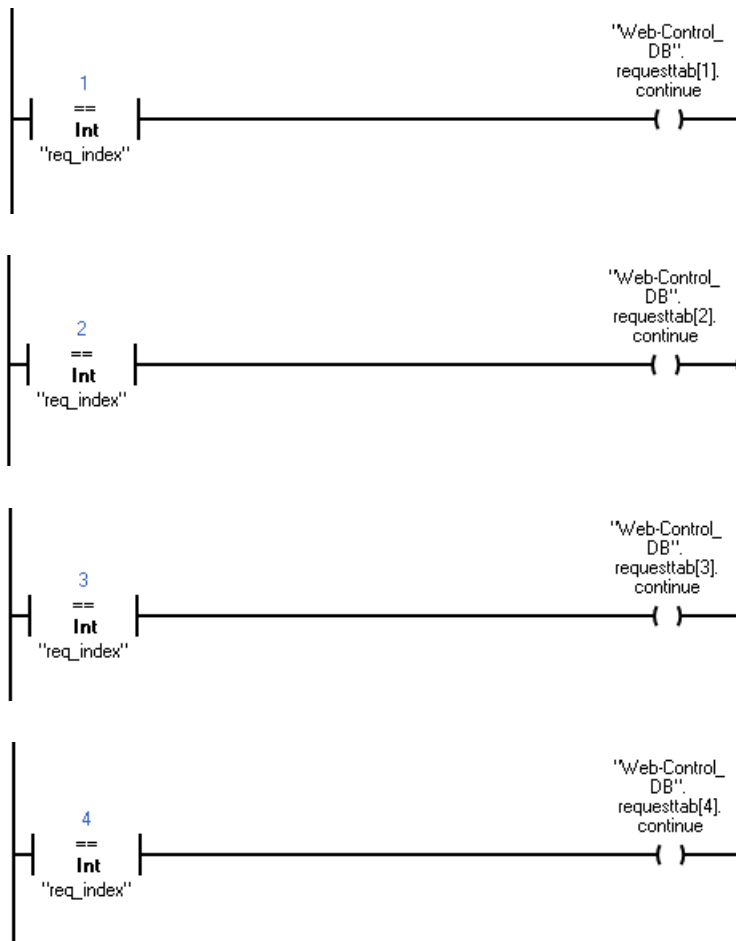 "Web-Control_
DB".
requesttab[1].
continue
1
==
Int
"req_index"
"Web-Control_
DB".
requesttab[2].
continue
2
==
Int
"req_index"
"Web-Control_
DB".
requesttab[3].
continue
3
==
Int
"req_index"
"Web-Control_
DB".
requesttab[4].
continue
4
==
Int
"req_index"